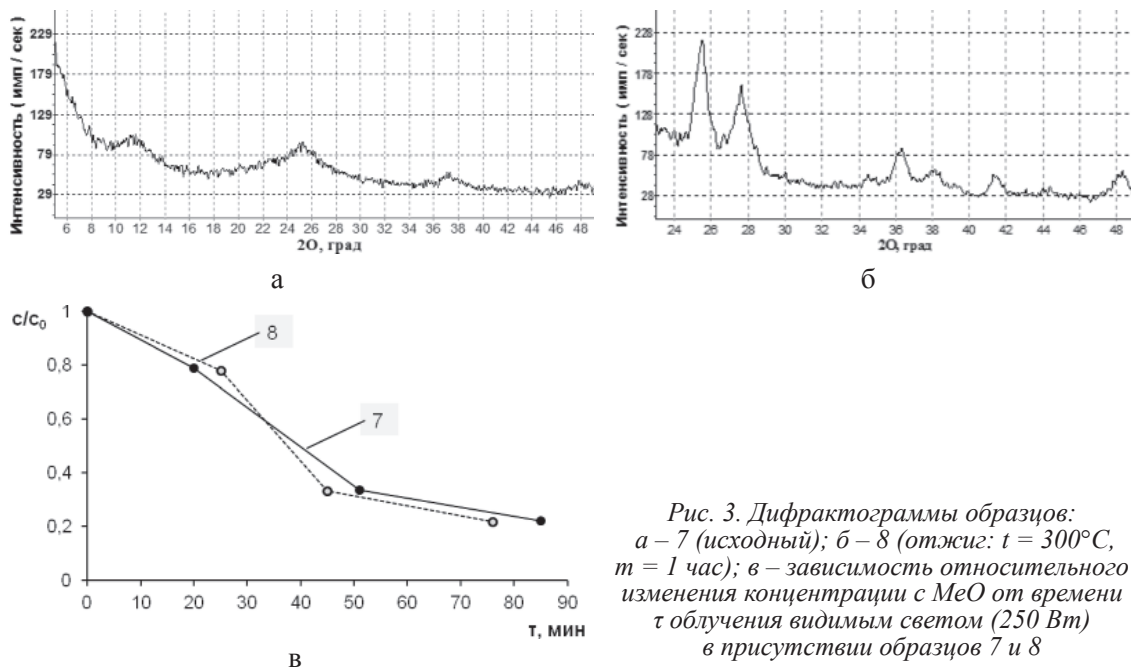 Интенсивность ( имп / сек )
229
179
129
79
29
6 8 10 12 14 16 18 20 22 24 26 28 30 32 34 36 38 40 42 44 46 48
2О, град
а
Интенсивность ( имп / сек )
228
178
128
78
28
24 26 28 30 32 34 36 38 40 42 44 46 48
2О, град
б
c/c₀
1
0,8
0,6
0,4
0,2
0
8
7
0 10 20 30 40 50 60 70 80 90
τ, мин
в
Рис. 3. Дифрактограммы образцов:
а – 7 (исходный); б – 8 (отжиг: t = 300°C,
т = 1 час); в – зависимость относительного
изменения концентрации с МеО от времени
τ облучения видимым светом (250 Вт)
в присутствии образцов 7 и 8